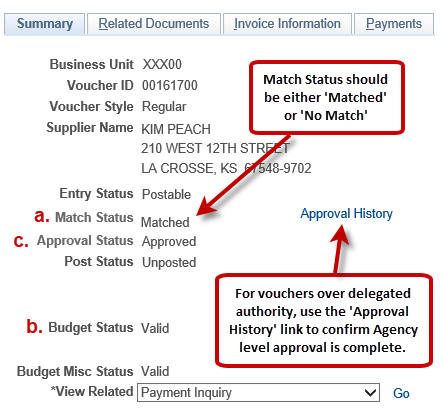 Summary Related Documents Invoice Information Payments
Business Unit XXX00
Voucher ID 00161700
Voucher Style Regular
Supplier Name KIM PEACH
210 WEST 12TH STREET
LA CROSSE, KS 67548-9702
Match Status should
be either 'Matched'
or 'No Match'
Entry Status Postable
a. Match Status Matched
Approval History
c. Approval Status Approved
Post Status Unposted
For vouchers over delegated
authority, use the 'Approval
History' link to confirm Agency
level approval is complete.
b. Budget Status Valid
Budget Misc Status Valid
*View Related Payment Inquiry Go